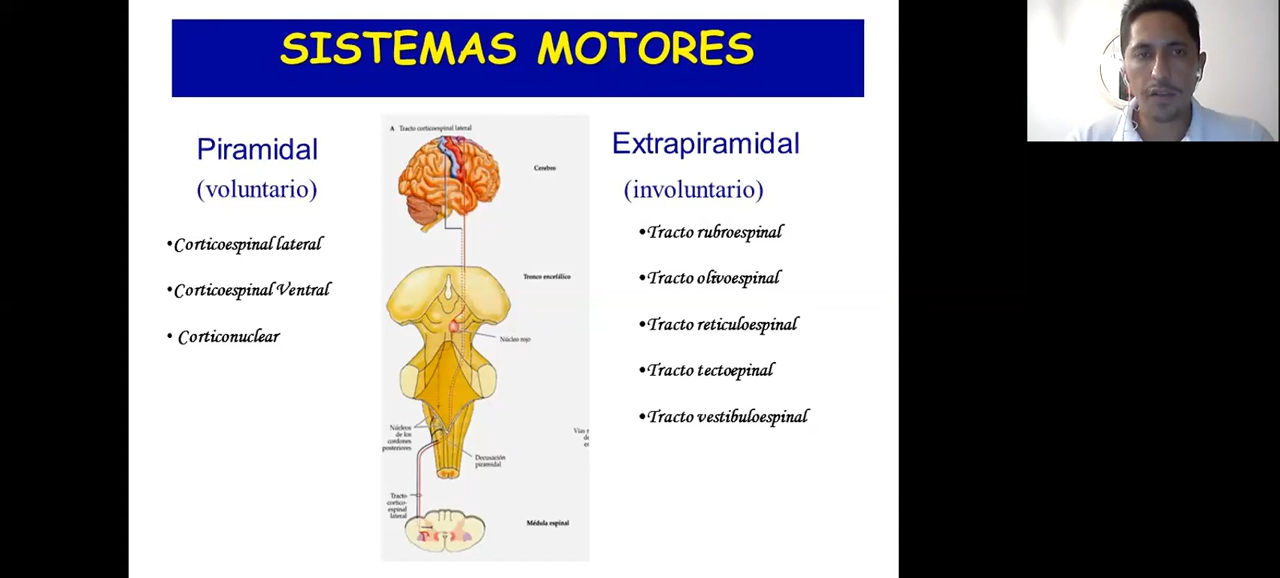 SISTEMAS MOTORES
Piramidal
(voluntario)
•Corticoespinal lateral
•Corticoespinal Ventral
• Corticonuclear
A Tracto corticoespinal lateral
Cerebro
Tronco encefálico
Núcleo rojo
Núcleos
de los
cordones
posteriores
Decusación
piramidal
Tracto
cortico-
espinal
lateral
Médula espinal
Vías
Extrapiramidal
(involuntario)
•Tracto rubroespinal
•Tracto olivoespinal
•Tracto reticuloespinal
•Tracto tectoepinal
•Tracto vestibuloespinal